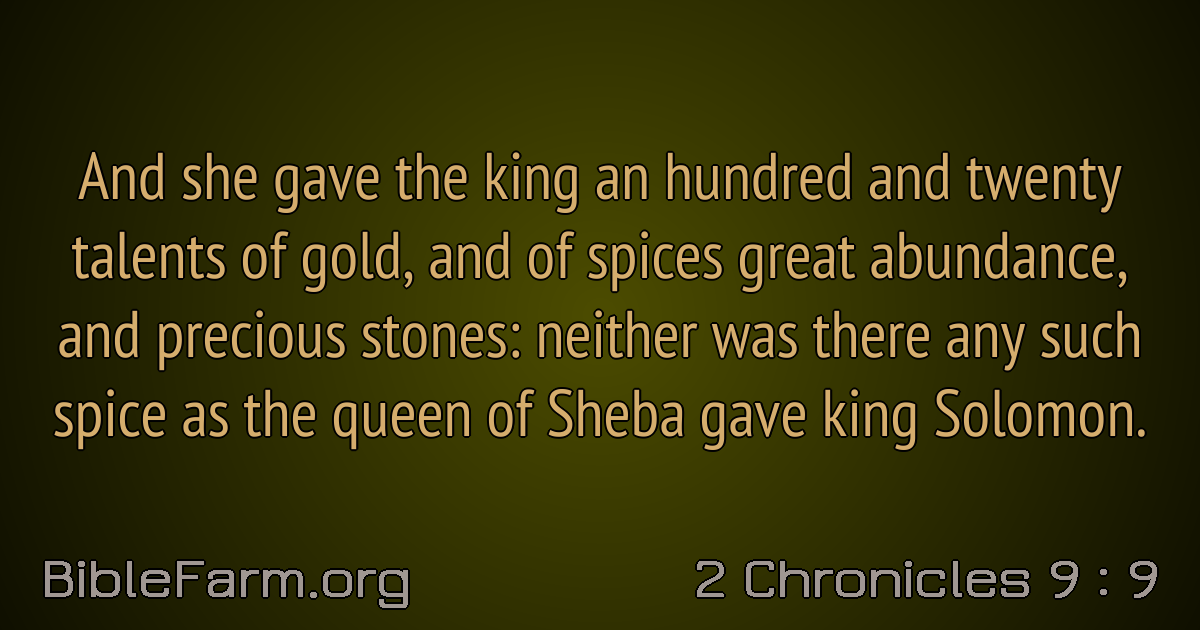 And she gave the king an hundred and twenty
talents of gold, and of spices great abundance,
and precious stones: neither was there any such
spice as the queen of Sheba gave king Solomon.
BibleFarm.org
2 Chronicles 9 : 9